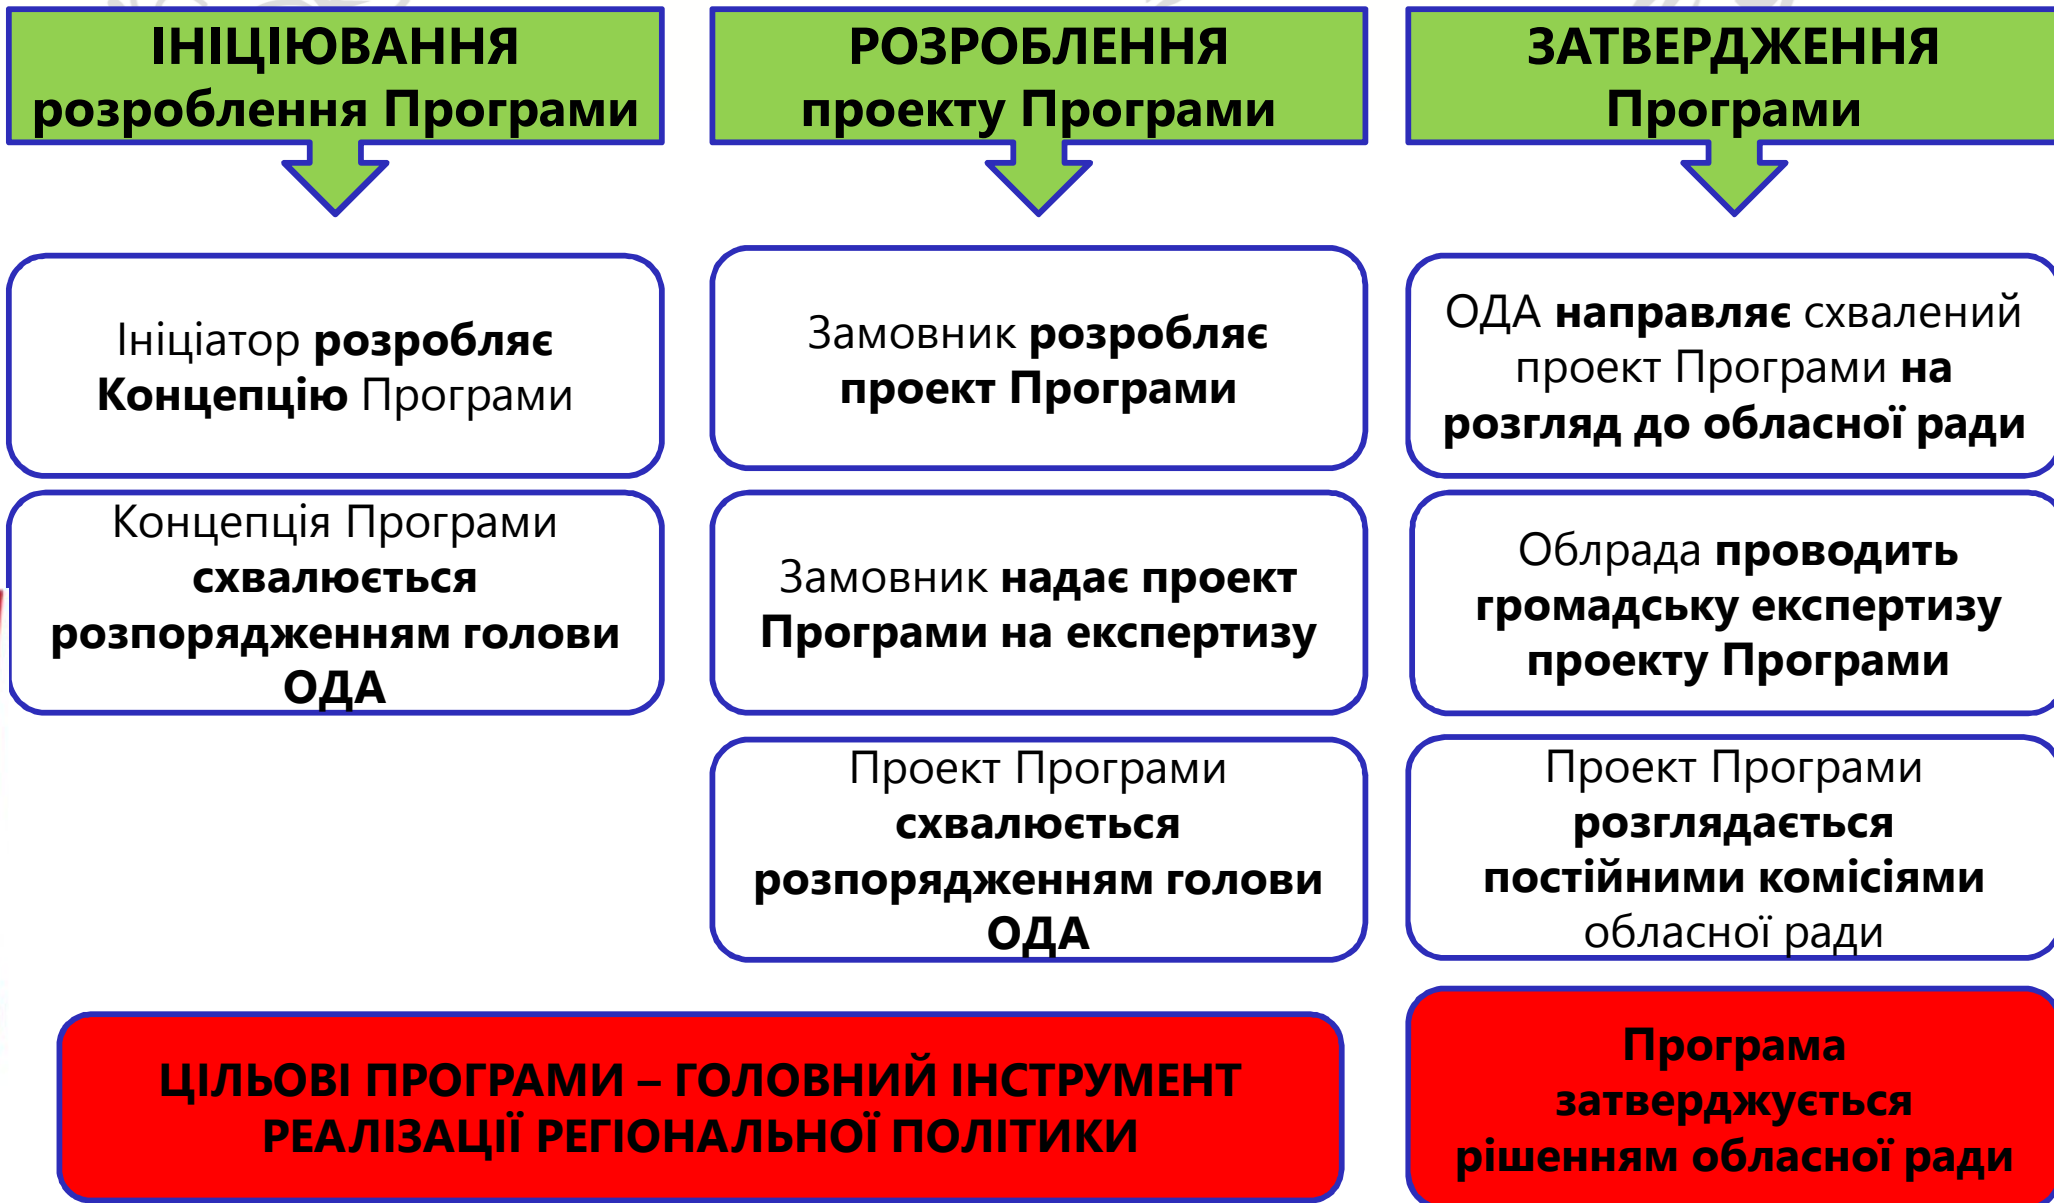 ІНІЦІЮВАННЯ
розроблення Програми
Ініціатор розробляє
Концепцію Програми
Концепція Програми
схвалюється
розпорядженням голови
ОДА
РОЗРОБЛЕННЯ
проекту Програми
Замовник розробляє
проект Програми
Замовник надає проект
Програми на експертизу
Проект Програми
схвалюється
розпорядженням голови
ОДА
ЗАТВЕРДЖЕННЯ
Програми
ОДА направляє схвалений
проект Програми на
розгляд до обласної ради
Облрада проводить
громадську експертизу
проекту Програми
Проект Програми
розглядається
постійними комісіями
обласної ради
Програма
затверджується
рішенням обласної ради
ЦІЛЬОВІ ПРОГРАМИ – ГОЛОВНИЙ ІНСТРУМЕНТ
РЕАЛІЗАЦІЇ РЕГІОНАЛЬНОЇ ПОЛІТИКИ